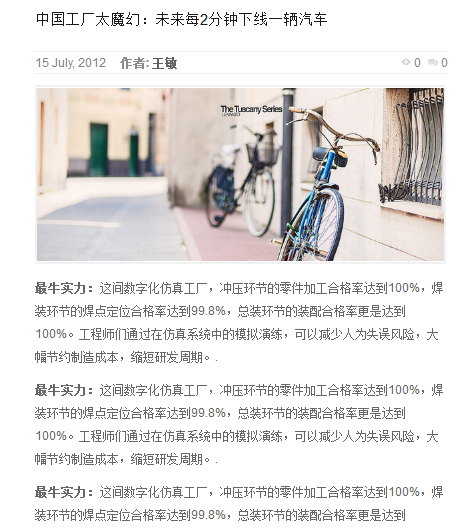 中国工厂太魔幻：未来每2分钟下线一辆汽车
15 July, 2012 作者: 王敏 0 0
The Tuscany Series
最牛实力：这间数字化仿真工厂，冲压环节的零件加工合格率达到100%，焊
装环节的焊点定位合格率达到99.8%，总装环节的装配合格率更是达到
100%。工程师们通过在仿真系统中的模拟演练，可以减少人为失误风险，大
幅节约制造成本，缩短研发周期。.
最牛实力：这间数字化仿真工厂，冲压环节的零件加工合格率达到100%，焊
装环节的焊点定位合格率达到99.8%，总装环节的装配合格率更是达到
100%。工程师们通过在仿真系统中的模拟演练，可以减少人为失误风险，大
幅节约制造成本，缩短研发周期。.
最牛实力：这间数字化仿真工厂，冲压环节的零件加工合格率达到100%，焊
装环节的焊点定位合格率达到99.8%，总装环节的装配合格率更是达到